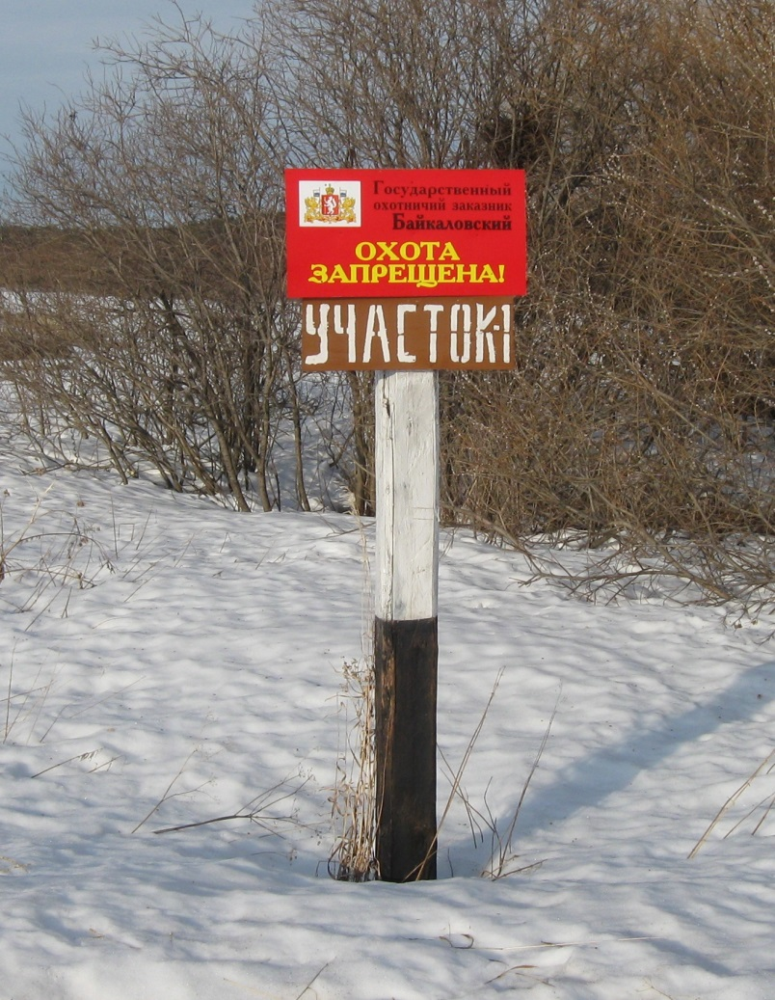 Государственный
охотничий заказник
Байкаловский
ОХОТА
ЗАПРЕЩЕНА!
УЧАСТОК-1